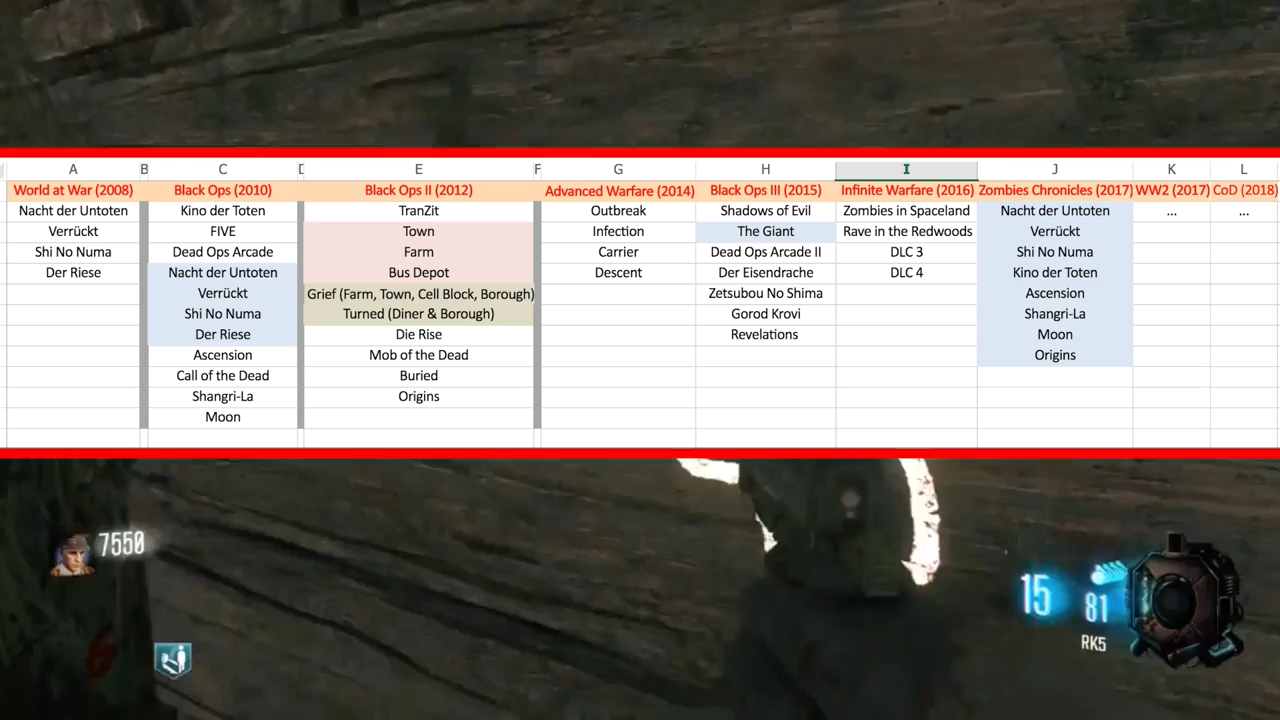 A B C D E F G H I J K L
World at War (2008) Black Ops (2010) Black Ops II (2012) Advanced Warfare (2014) Black Ops III (2015) Infinite Warfare (2016) Zombies Chronicles (2017) WW2 (2017) CoD (2018)
Nacht der Untoten Kino der Toten TranZit Outbreak Shadows of Evil Zombies in Spaceland Nacht der Untoten ... ...
Verrückt FIVE Town Infection The Giant Rave in the Redwoods Verrückt
Shi No Numa Dead Ops Arcade Farm Carrier Dead Ops Arcade II DLC 3 Shi No Numa
Der Riese Nacht der Untoten Bus Depot Descent Der Eisendrache DLC 4 Kino der Toten
Verrückt Grief (Farm, Town, Cell Block, Borough) Zetsubou No Shima Ascension
Shi No Numa Turned (Diner & Borough) Gorod Krovi Shangri-La
Der Riese Die Rise Revelations Moon
Ascension Mob of the Dead Origins
Call of the Dead Buried
Shangri-La Origins
Moon
7550
15 81
RK5
6